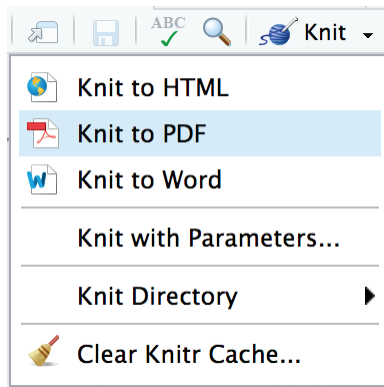 ABC
Knit
Knit to HTML
Knit to PDF
Knit to Word
Knit with Parameters...
Knit Directory
Clear Knitr Cache...